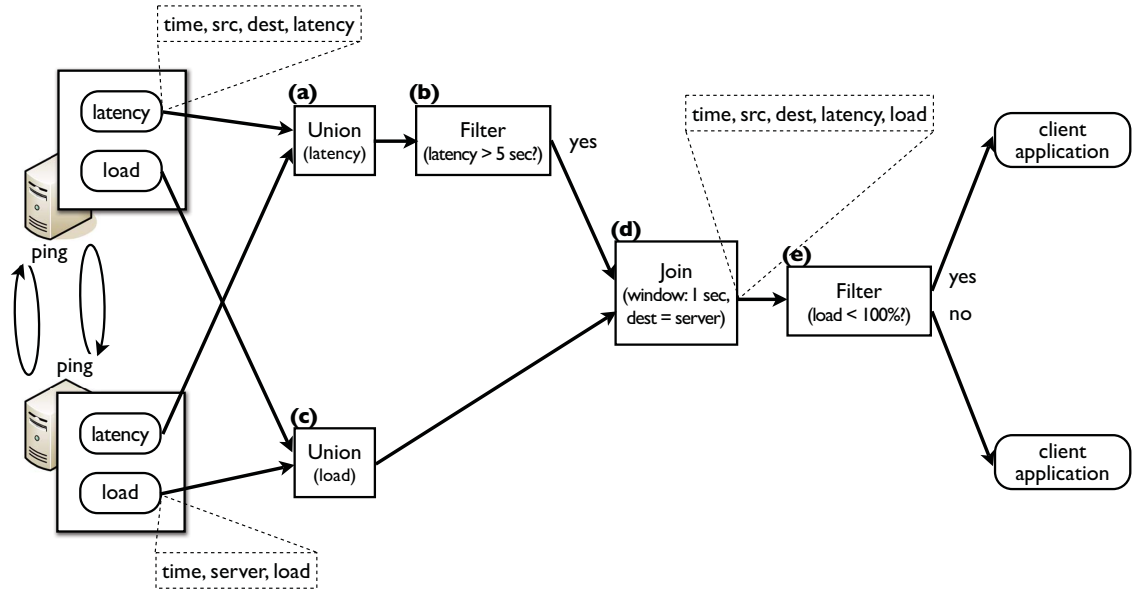 time, src, dest, latency
latency
load
ping
ping
latency
load
time, server, load
(a)
Union
(latency)
(b)
Filter
(latency > 5 sec?)
yes
(c)
Union
(load)
(d)
Join
(window: 1 sec,
dest = server)
time, src, dest, latency, load
(e)
Filter
(load < 100%?)
yes
no
client
application
client
application